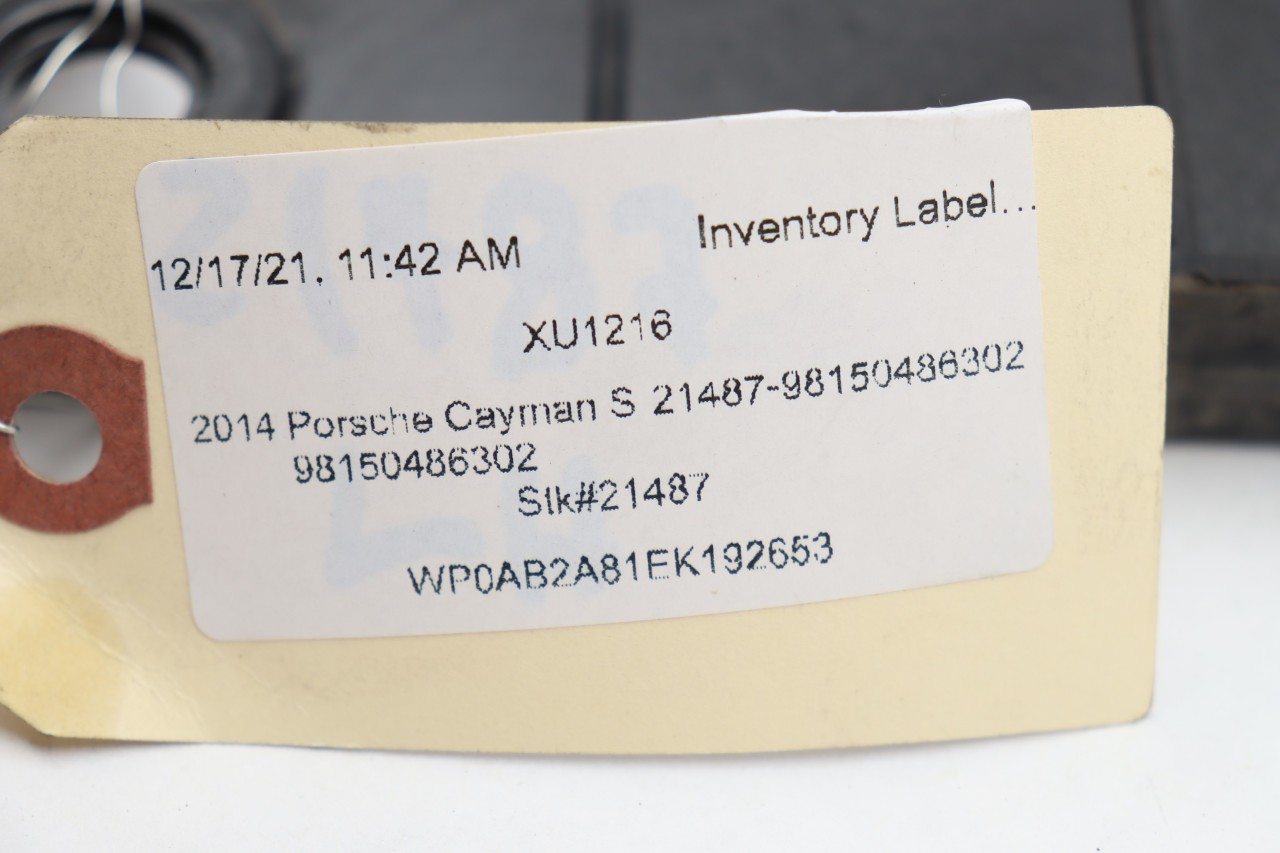 12/17/21, 11:42 AM Inventory Label...
XU1216
2014 Porsche Cayman S 21487-98150486302
98150486302
Stk#21487
WP0AB2A81EK192653